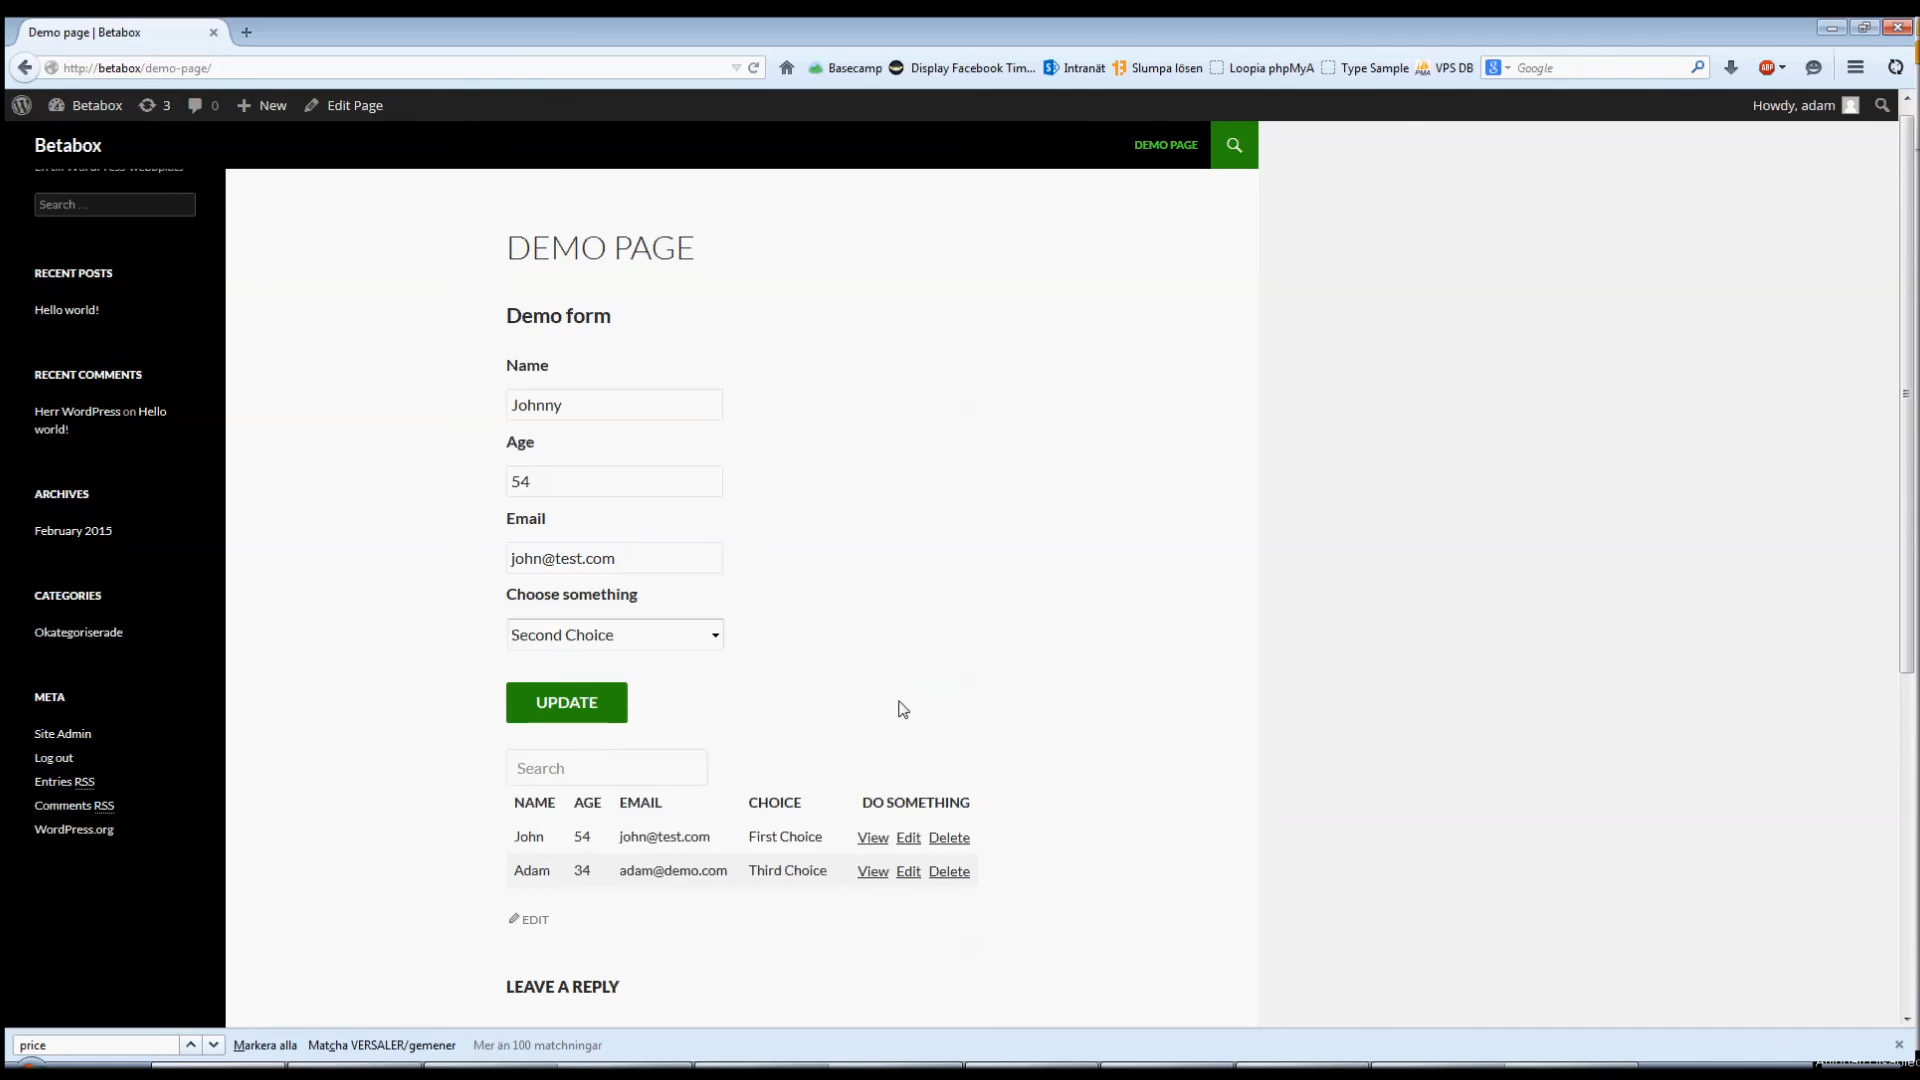 Demo page | Betabox
http://betabox/demo-page/
Basecamp Display Facebook Tim... Intranät Slumpa lösen Loopia phpMyA Type Sample VPS DB Google ABP
Betabox 3 0 New Edit Page Howdy, adam
Betabox DEMO PAGE
Search ...
RECENT POSTS
Hello world!
RECENT COMMENTS
Herr WordPress on Hello
world!
ARCHIVES
February 2015
CATEGORIES
Okategoriserade
META
Site Admin
Log out
Entries RSS
Comments RSS
WordPress.org
DEMO PAGE
Demo form
Name
Johnny
Age
54
Email
john@test.com
Choose something
Second Choice
UPDATE
Search
NAME AGE EMAIL CHOICE DO SOMETHING
John 54 john@test.com First Choice View Edit Delete
Adam 34 adam@demo.com Third Choice View Edit Delete
EDIT
LEAVE A REPLY
price Markera alla Matcha VERSALER/gemener Mer än 100 matchningar